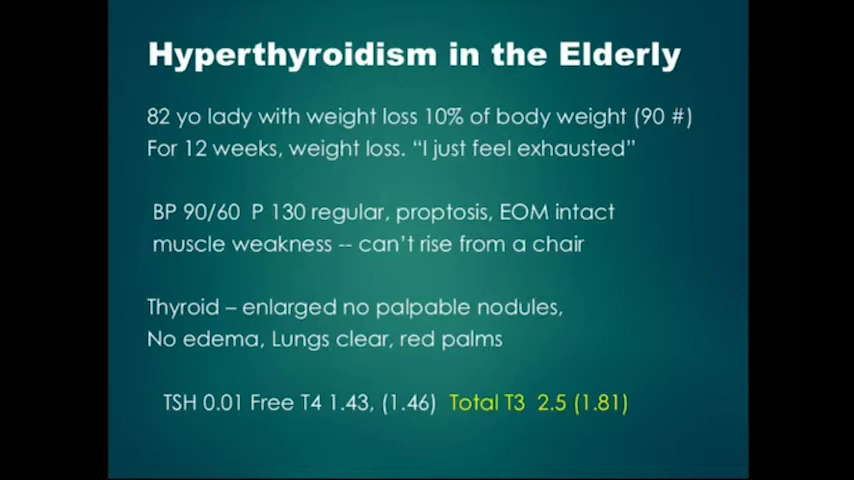 Hyperthyroidism in the Elderly
82 yo lady with weight loss 10% of body weight (90 #)
For 12 weeks, weight loss. “I just feel exhausted”
BP 90/60 P 130 regular, proptosis, EOM intact
muscle weakness -- can’t rise from a chair
Thyroid – enlarged no palpable nodules,
No edema, Lungs clear, red palms
TSH 0.01 Free T4 1.43, (1.46) Total T3 2.5 (1.81)